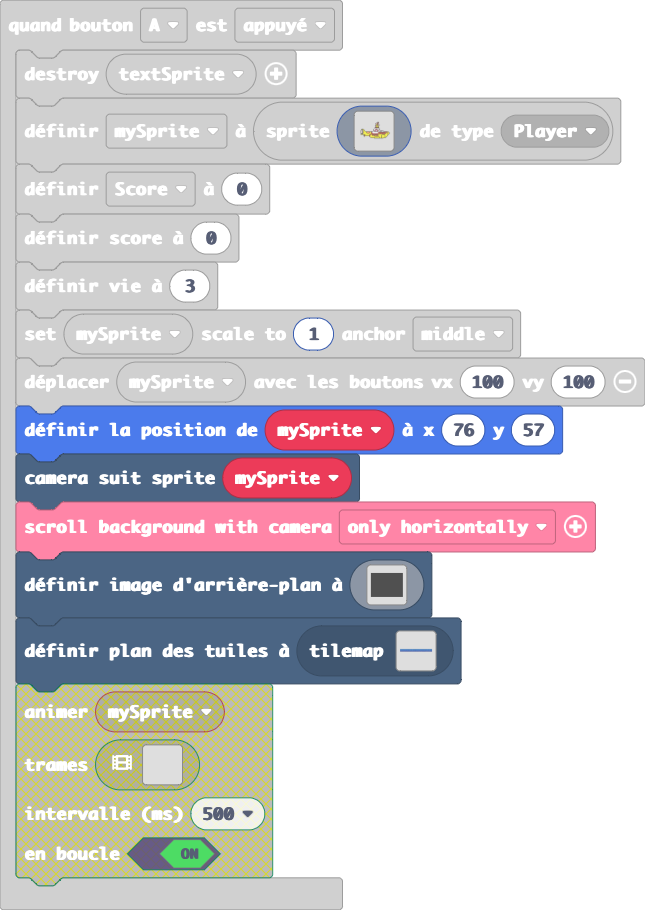 quand bouton A est appuyé
destroy textSprite
définir mySprite à sprite de type Player
définir Score à 0
définir score à 0
définir vie à 3
set mySprite scale to 1 anchor middle
déplacer mySprite avec les boutons vx 100 vy 100
définir la position de mySprite à x 76 y 57
camera suit sprite mySprite
scroll background with camera only horizontally
définir image d'arrière-plan à
définir plan des tuiles à tilemap
animer mySprite
trames
intervalle (ms) 500
en boucle ON